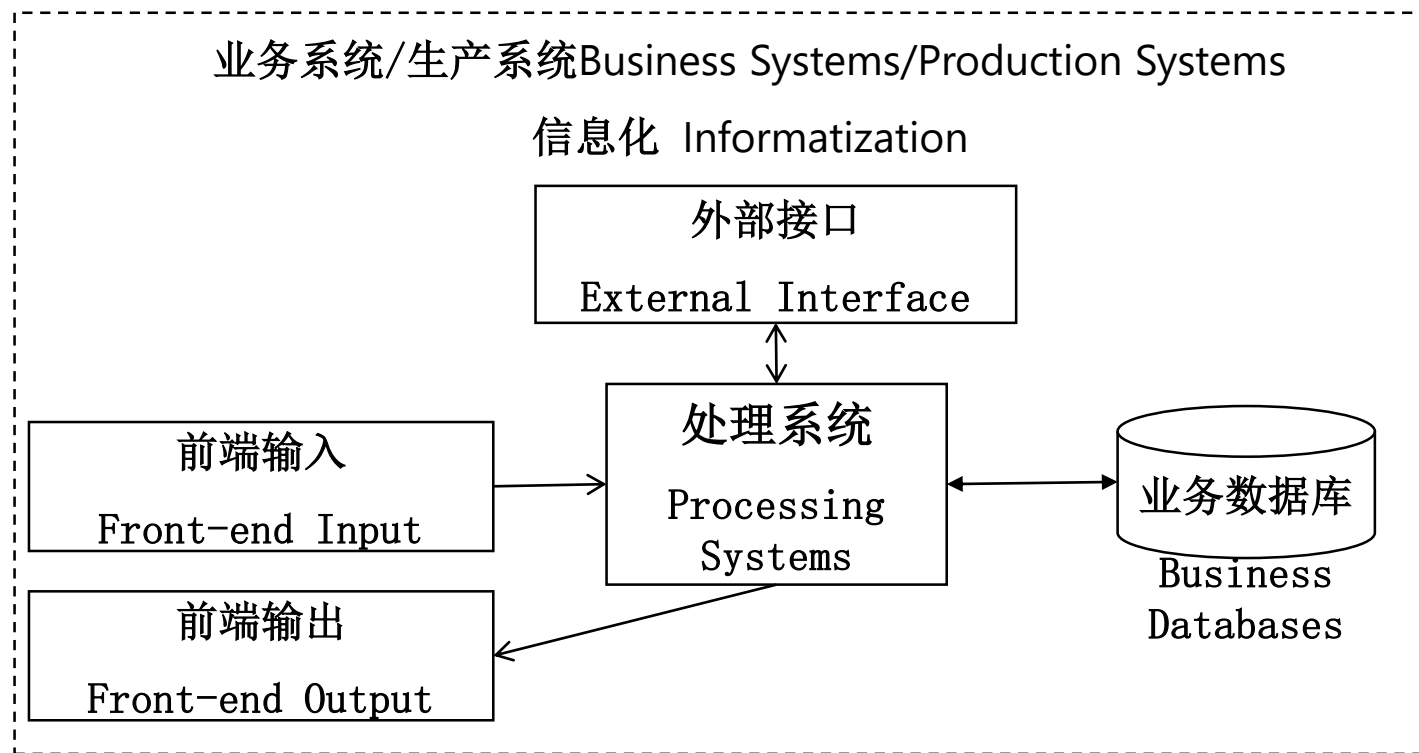 业务系统/生产系统Business Systems/Production Systems
信息化 Informatization
外部接口
External Interface
处理系统
Processing
Systems
前端输入
Front-end Input
业务数据库
Business
Databases
前端输出
Front-end Output